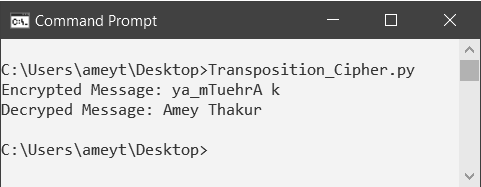 Command Prompt
C:\Users\ameyt\Desktop>Transposition_Cipher.py
Encrypted Message: ya_mTuehrA k
Decryped Message: Amey Thakur
C:\Users\ameyt\Desktop>